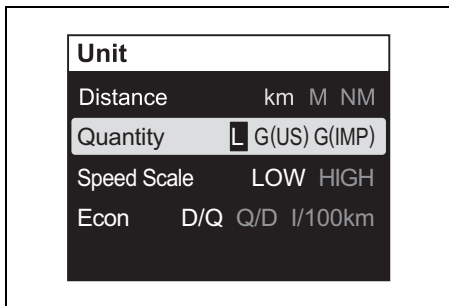 Unit
Distance km M NM
Quantity L G(US) G(IMP)
Speed Scale LOW HIGH
Econ D/Q Q/D l/100km